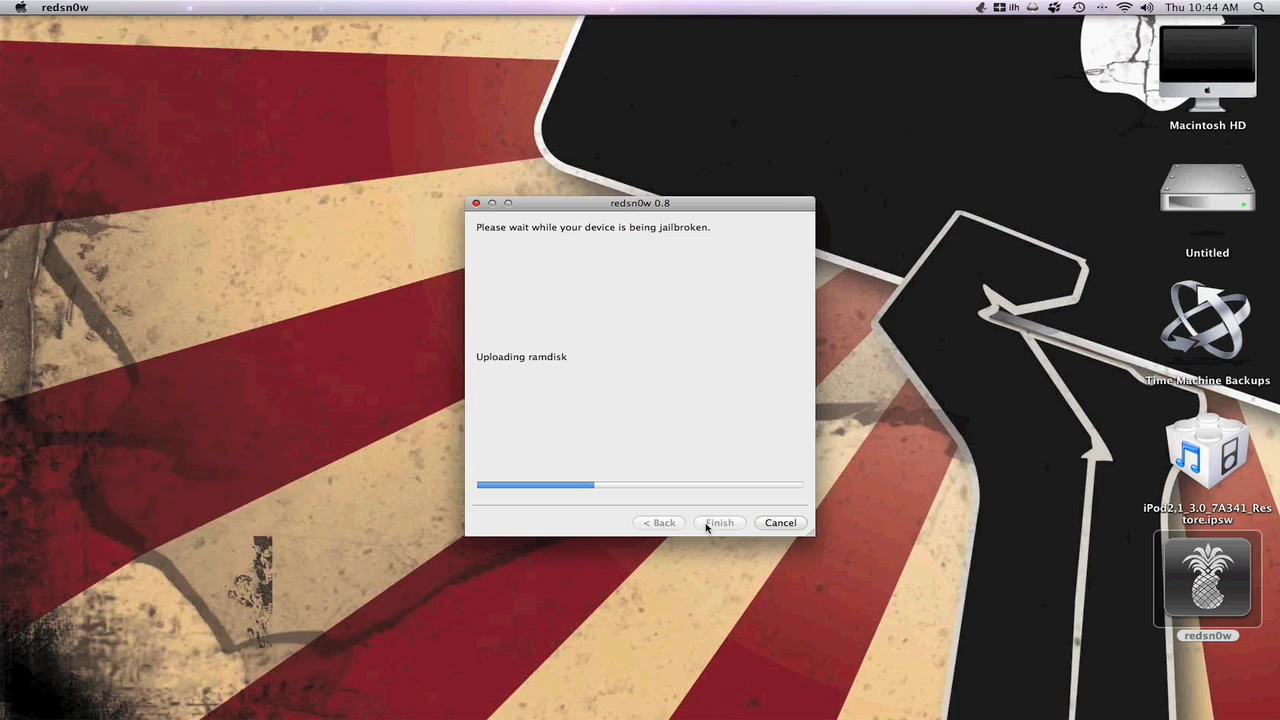 redsn0w
ilh
Thu 10:44 AM
Macintosh HD
redsn0w 0.8
Please wait while your device is being jailbroken.
Untitled
Uploading ramdisk
Time Machine Backups
iPod2,1_3.0_7A341_Res
tore.ipsw
< Back
Finish
Cancel
redsn0w